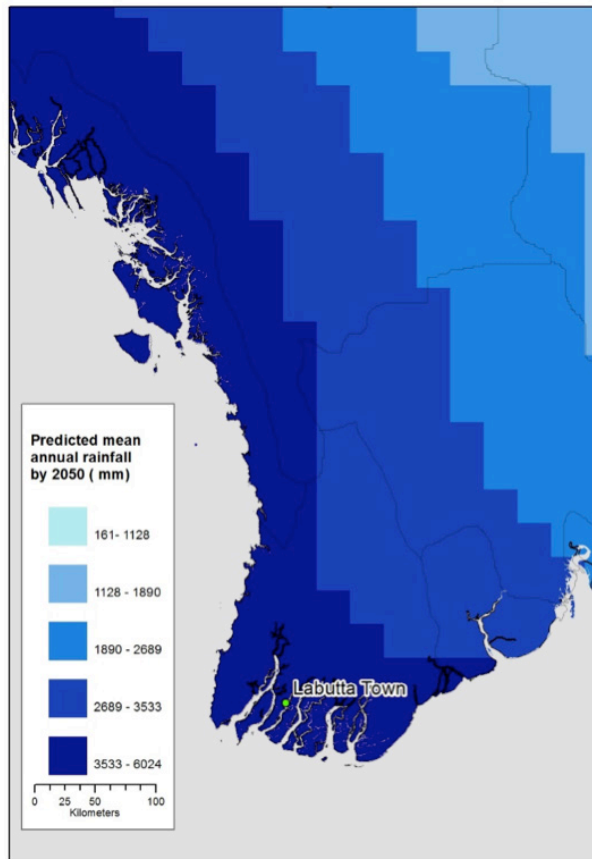 Predicted mean
annual rainfall
by 2050 ( mm)
161- 1128
1128 - 1890
1890 - 2689
2689 - 3533
3533 - 6024
0 25 50 100
Kilometers
Labutta Town